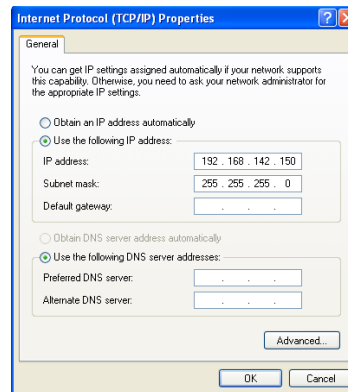 Internet Protocol (TCP/IP) Properties
General
You can get IP settings assigned automatically if your network supports
this capability. Otherwise, you need to ask your network administrator for
the appropriate IP settings.
Obtain an IP address automatically
Use the following IP address:
IP address: 192 . 168 . 142 . 150
Subnet mask: 255 . 255 . 255 . 0
Default gateway: . . .
Obtain DNS server address automatically
Use the following DNS server addresses:
Preferred DNS server: . . .
Alternate DNS server: . . .
Advanced...
OK Cancel